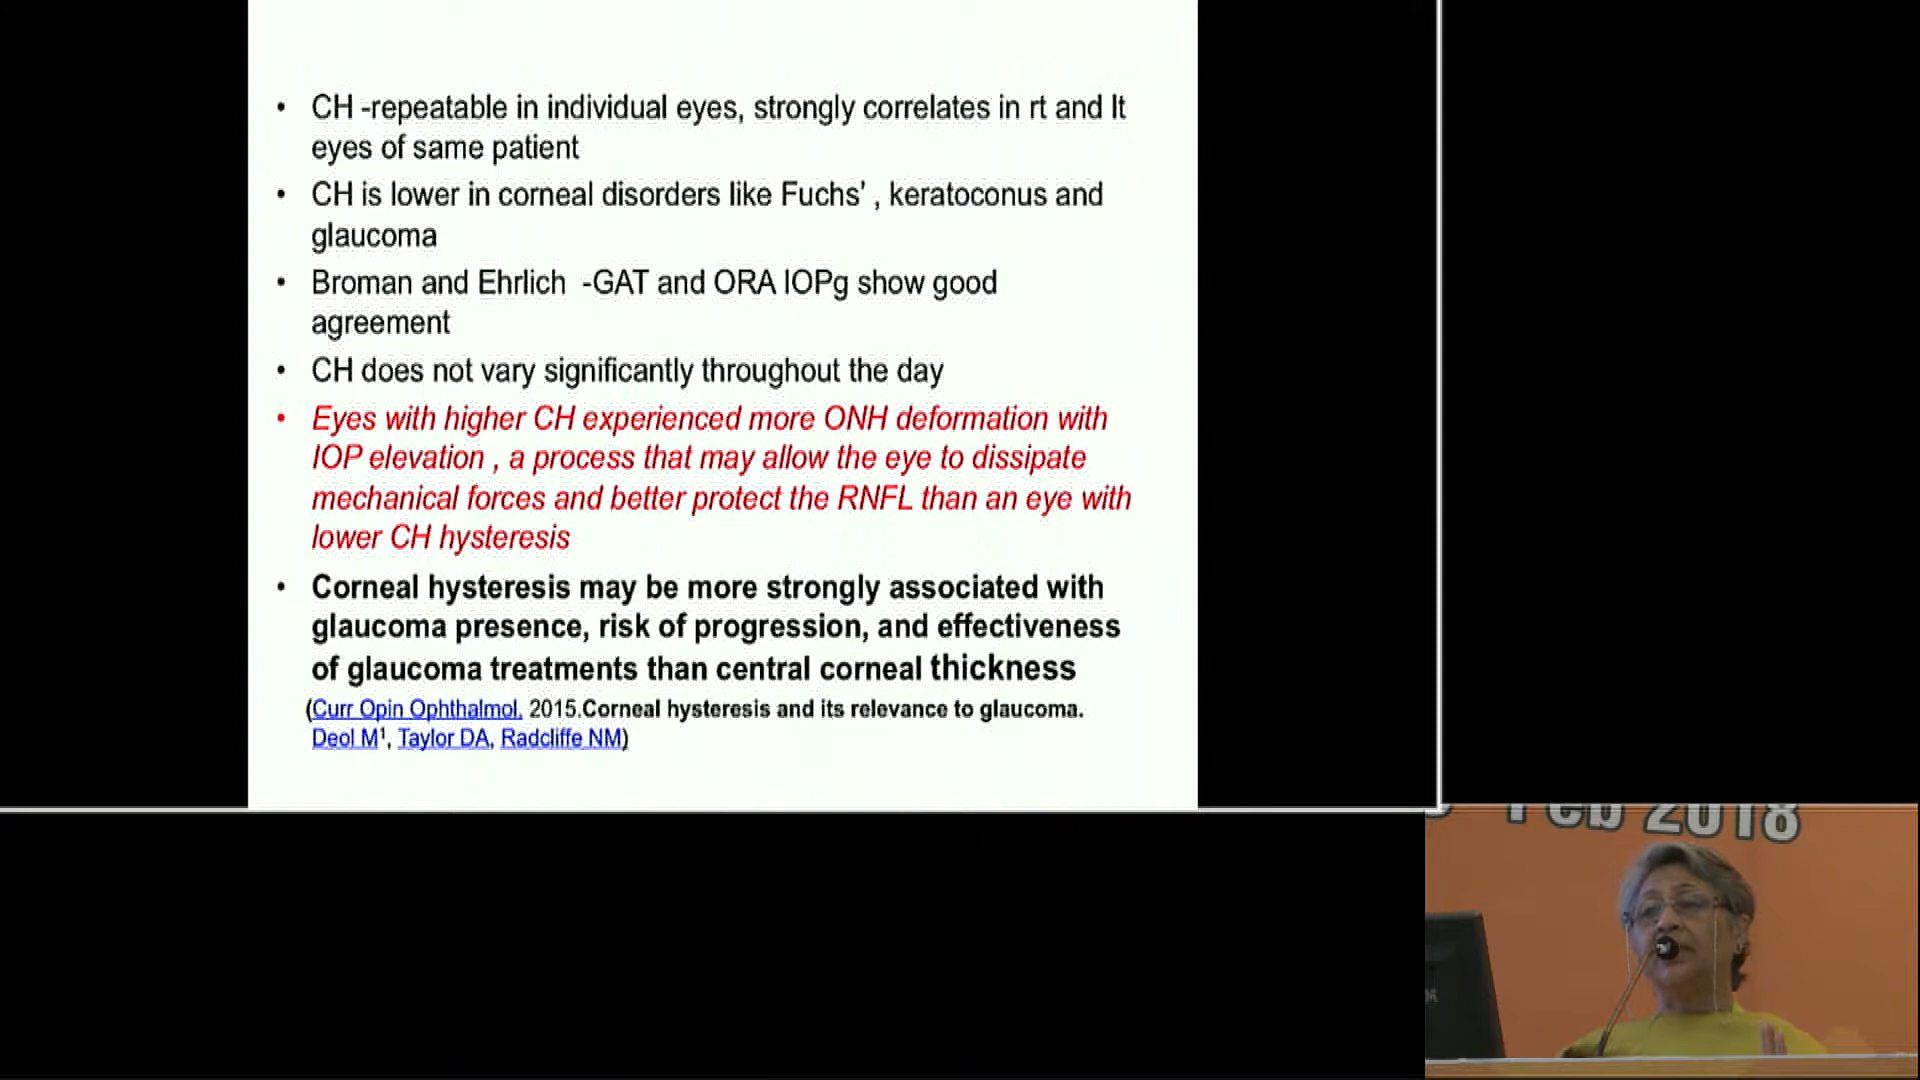 • CH -repeatable in individual eyes, strongly correlates in rt and lt
eyes of same patient
• CH is lower in corneal disorders like Fuchs' , keratoconus and
glaucoma
• Broman and Ehrlich -GAT and ORA IOPg show good
agreement
• CH does not vary significantly throughout the day
• Eyes with higher CH experienced more ONH deformation with
IOP elevation , a process that may allow the eye to dissipate
mechanical forces and better protect the RNFL than an eye with
lower CH hysteresis
• Corneal hysteresis may be more strongly associated with
glaucoma presence, risk of progression, and effectiveness
of glaucoma treatments than central corneal thickness
(Curr Opin Ophthalmol, 2015.Corneal hysteresis and its relevance to glaucoma.
Deol M¹, Taylor DA, Radcliffe NM)
Feb 2018